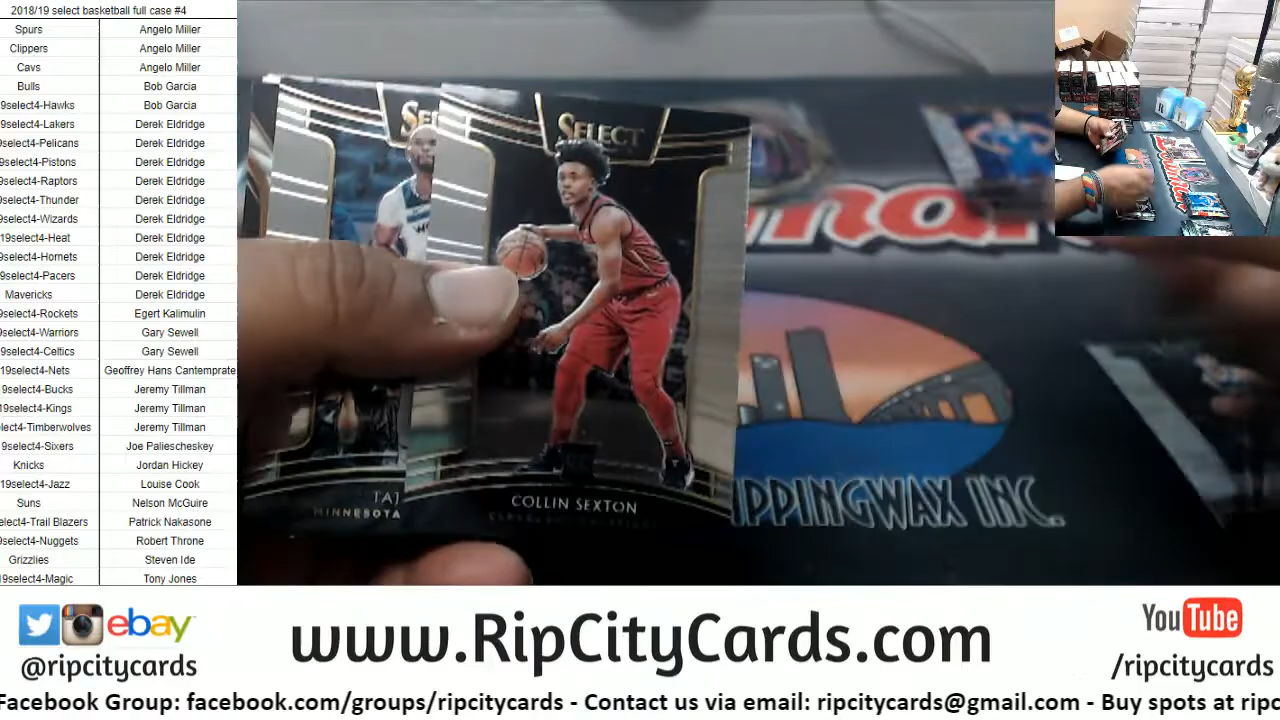 2018/19 select basketball full case #4
Spurs Angelo Miller
Clippers Angelo Miller
Cavs Angelo Miller
Bulls Bob Garcia
9select4-Hawks Bob Garcia
9select4-Lakers Derek Eldridge
9select4-Pelicans Derek Eldridge
9select4-Pistons Derek Eldridge
9select4-Raptors Derek Eldridge
9select4-Thunder Derek Eldridge
9select4-Wizards Derek Eldridge
19select4-Heat Derek Eldridge
9select4-Hornets Derek Eldridge
9select4-Pacers Derek Eldridge
Mavericks Derek Eldridge
9select4-Rockets Egert Kalimulin
9select4-Warriors Gary Sewell
9select4-Celtics Gary Sewell
19select4-Nets Geoffrey Hans Cantemprate
9select4-Bucks Jeremy Tillman
9select4-Kings Jeremy Tillman
elect4-Timberwolves Jeremy Tillman
9select4-Sixers Joe Paliescheskey
Knicks Jordan Hickey
19select4-Jazz Louise Cook
Suns Nelson McGuire
elect4-Trail Blazers Patrick Nakasone
9select4-Nuggets Robert Throne
Grizzlies Steven Ide
19select4-Magic Tony Jones
SELECT
TAJ
MINNESOTA
COLLIN SEXTON
IPPINGWAX INC.
ebay
@ripcitycards
www.RipCityCards.com
YouTube
/ripcitycards
Facebook Group: facebook.com/groups/ripcitycards - Contact us via email: ripcitycards@gmail.com - Buy spots at ripc